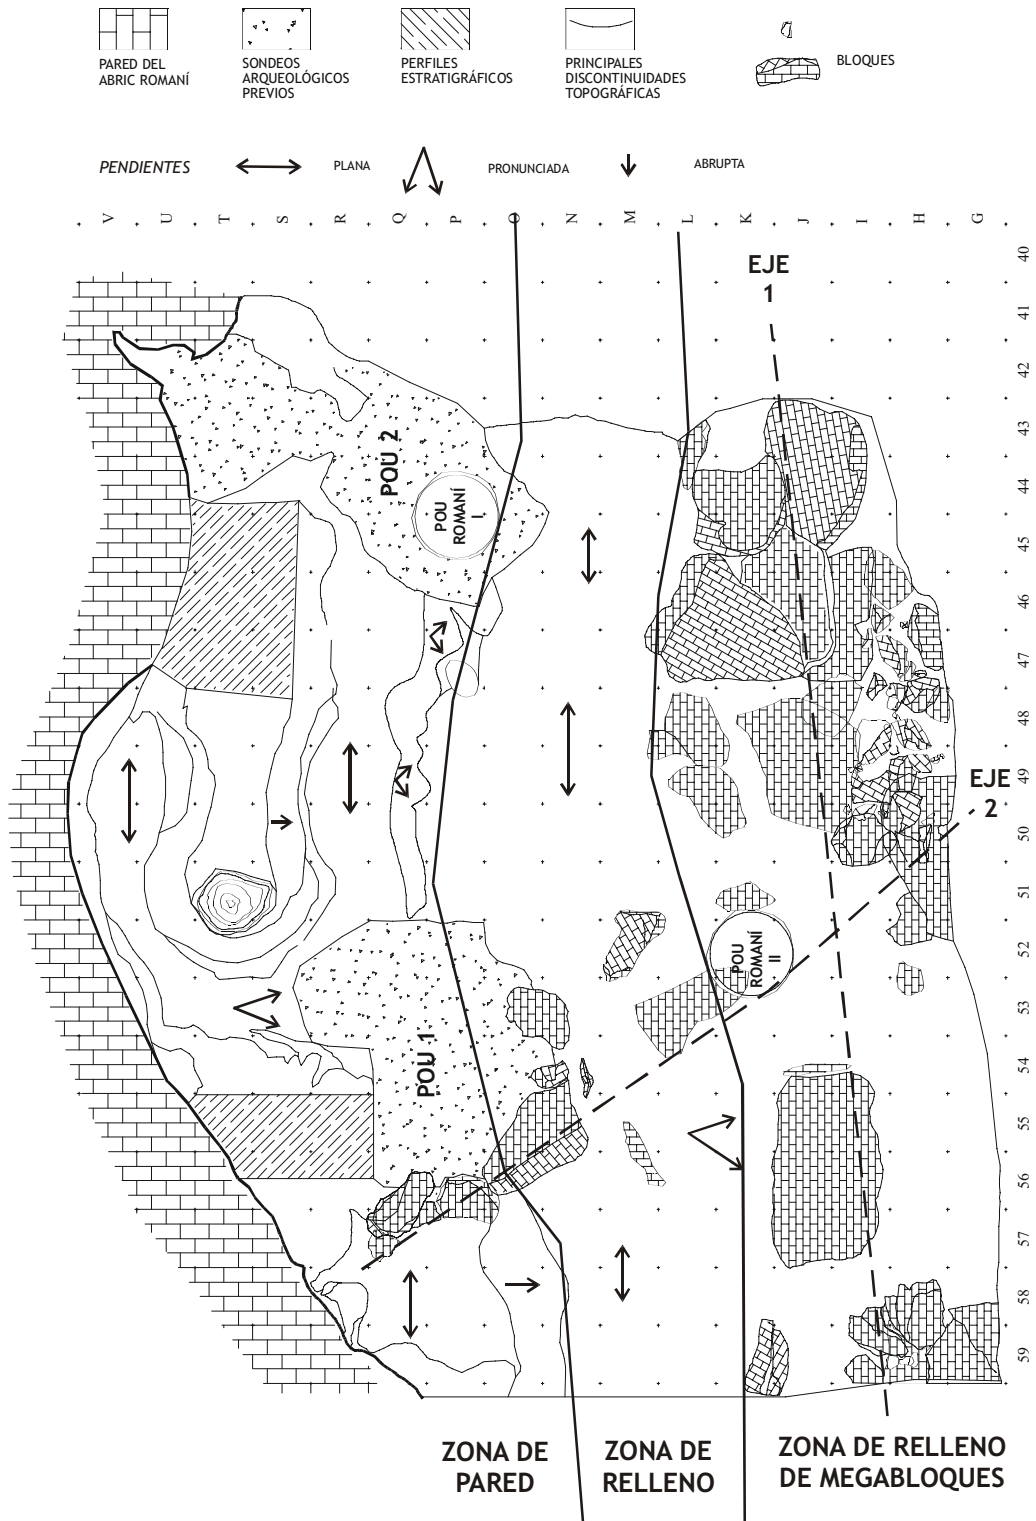 PARED DEL
ABRIC ROMANÍ
SONDEOS
ARQUEOLÓGICOS
PREVIOS
PERFILES
ESTRATIGRÁFICOS
PRINCIPALES
DISCONTINUIDADES
TOPOGRÁFICAS
BLOQUES
PENDIENTES
PLANA
PRONUNCIADA
ABRUPTA
V U T S R Q P O N M L K J I H G
40
41
42
43
44
45
46
47
48
49
50
51
52
53
54
55
56
57
58
59
EJE
1
POU 2
POU
ROMANÍ
I
EJE
2
POU
ROMANÍ
II
POU 1
ZONA DE
PARED
ZONA DE
RELLENO
ZONA DE RELLENO
DE MEGABLOQUES